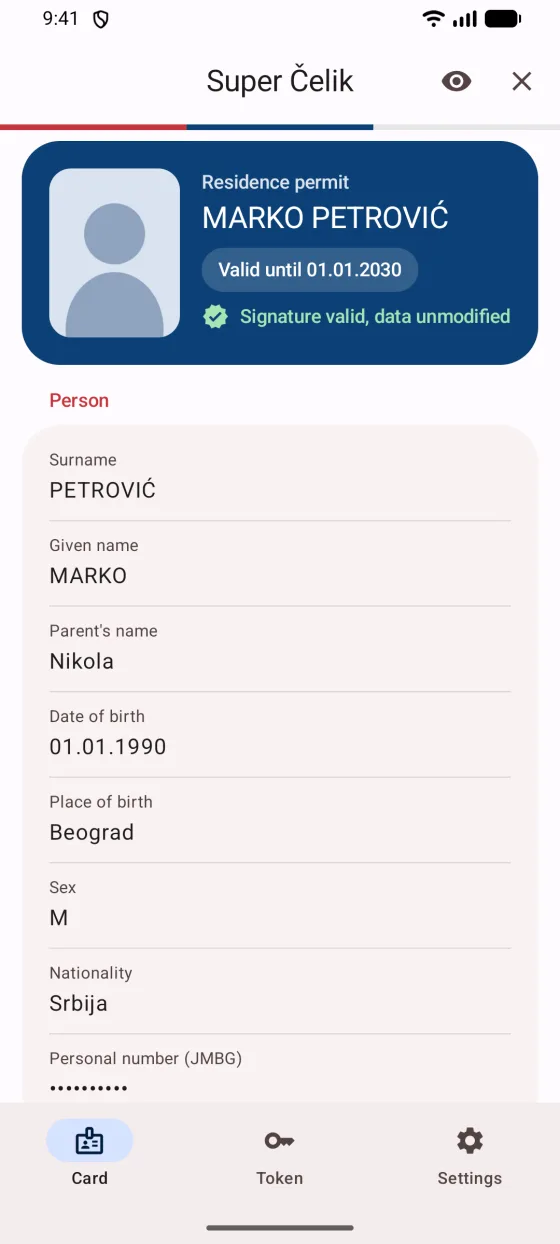 9:41
Super Čelik
Residence permit
MARKO PETROVIĆ
Valid until 01.01.2030
Signature valid, data unmodified
Person
Surname
PETROVIĆ
Given name
MARKO
Parent's name
Nikola
Date of birth
01.01.1990
Place of birth
Beograd
Sex
M
Nationality
Srbija
Personal number (JMBG)
••••••••••
Card
Token
Settings